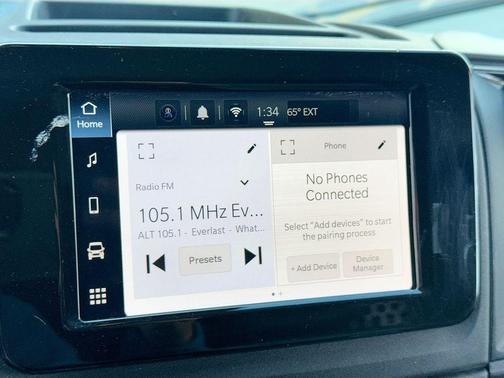 Home
1:34 65° EXT
Radio FM
105.1 MHz Ev...
ALT 105.1 - Everlast - What...
Presets
Phone
No Phones
Connected
Select "Add devices" to start
the pairing process
+ Add Device
Device
Manager